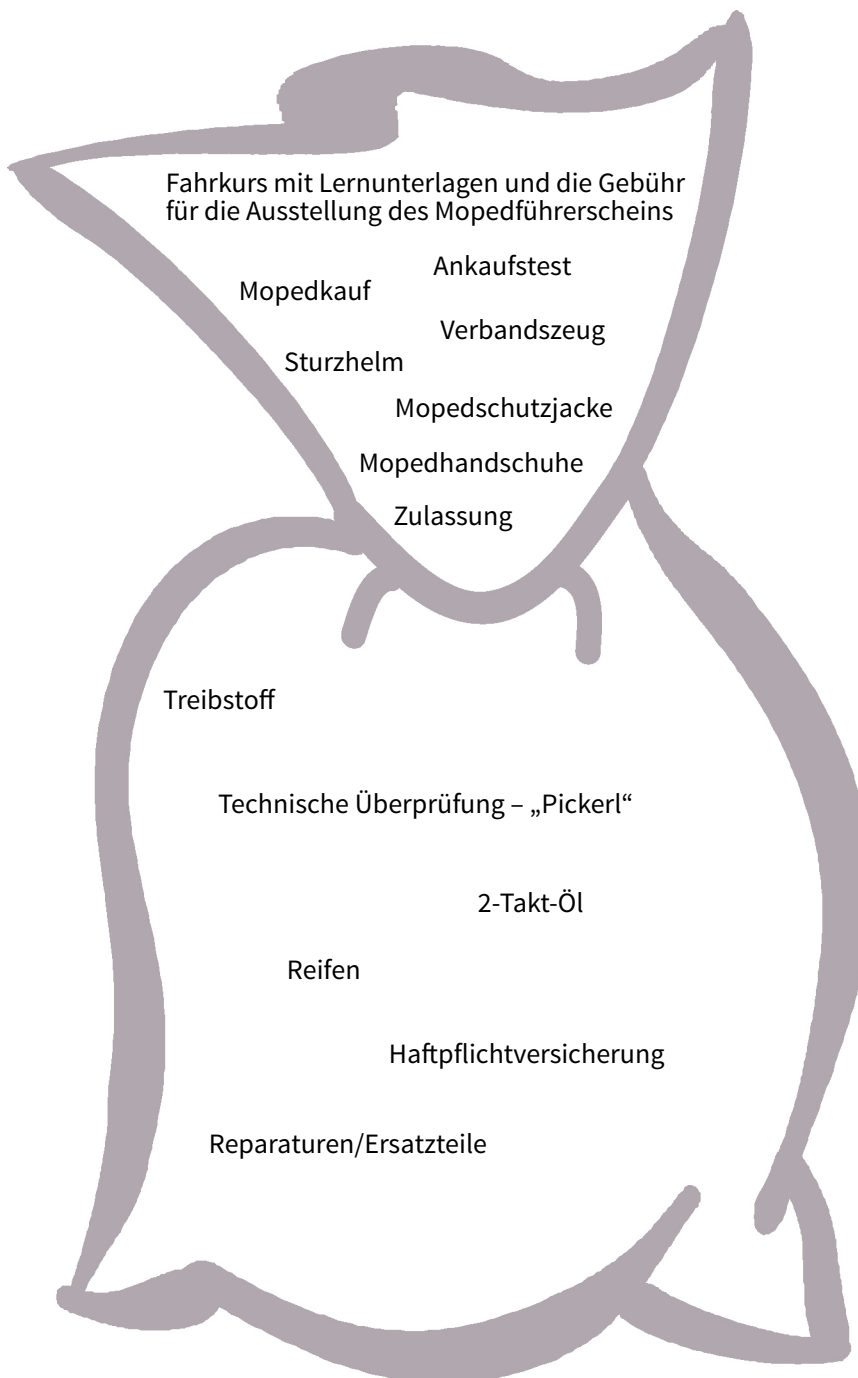 Fahrkurs mit Lernunterlagen und die Gebühr
für die Ausstellung des Mopedführerscheins
Ankaufstest
Mopedkauf
Verbandszeug
Sturzhelm
Mopedschutzjacke
Mopedhandschuhe
Zulassung
Treibstoff
Technische Überprüfung – „Pickerl“
2-Takt-Öl
Reifen
Haftpflichtversicherung
Reparaturen/Ersatzteile